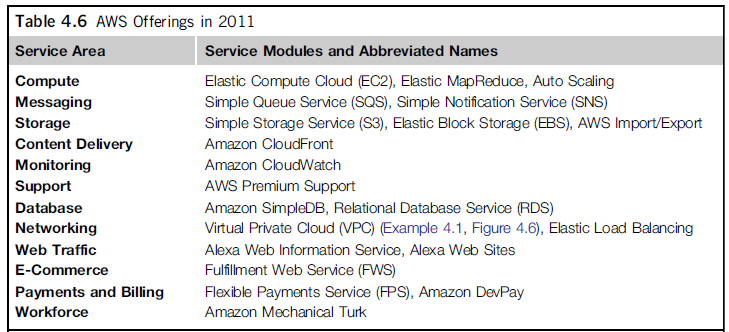 Table 4.6 AWS Offerings in 2011
Service Area Service Modules and Abbreviated Names
Compute Elastic Compute Cloud (EC2), Elastic MapReduce, Auto Scaling
Messaging Simple Queue Service (SQS), Simple Notification Service (SNS)
Storage Simple Storage Service (S3), Elastic Block Storage (EBS), AWS Import/Export
Content Delivery Amazon CloudFront
Monitoring Amazon CloudWatch
Support AWS Premium Support
Database Amazon SimpleDB, Relational Database Service (RDS)
Networking Virtual Private Cloud (VPC) (Example 4.1, Figure 4.6), Elastic Load Balancing
Web Traffic Alexa Web Information Service, Alexa Web Sites
E-Commerce Fulfillment Web Service (FWS)
Payments and Billing Flexible Payments Service (FPS), Amazon DevPay
Workforce Amazon Mechanical Turk